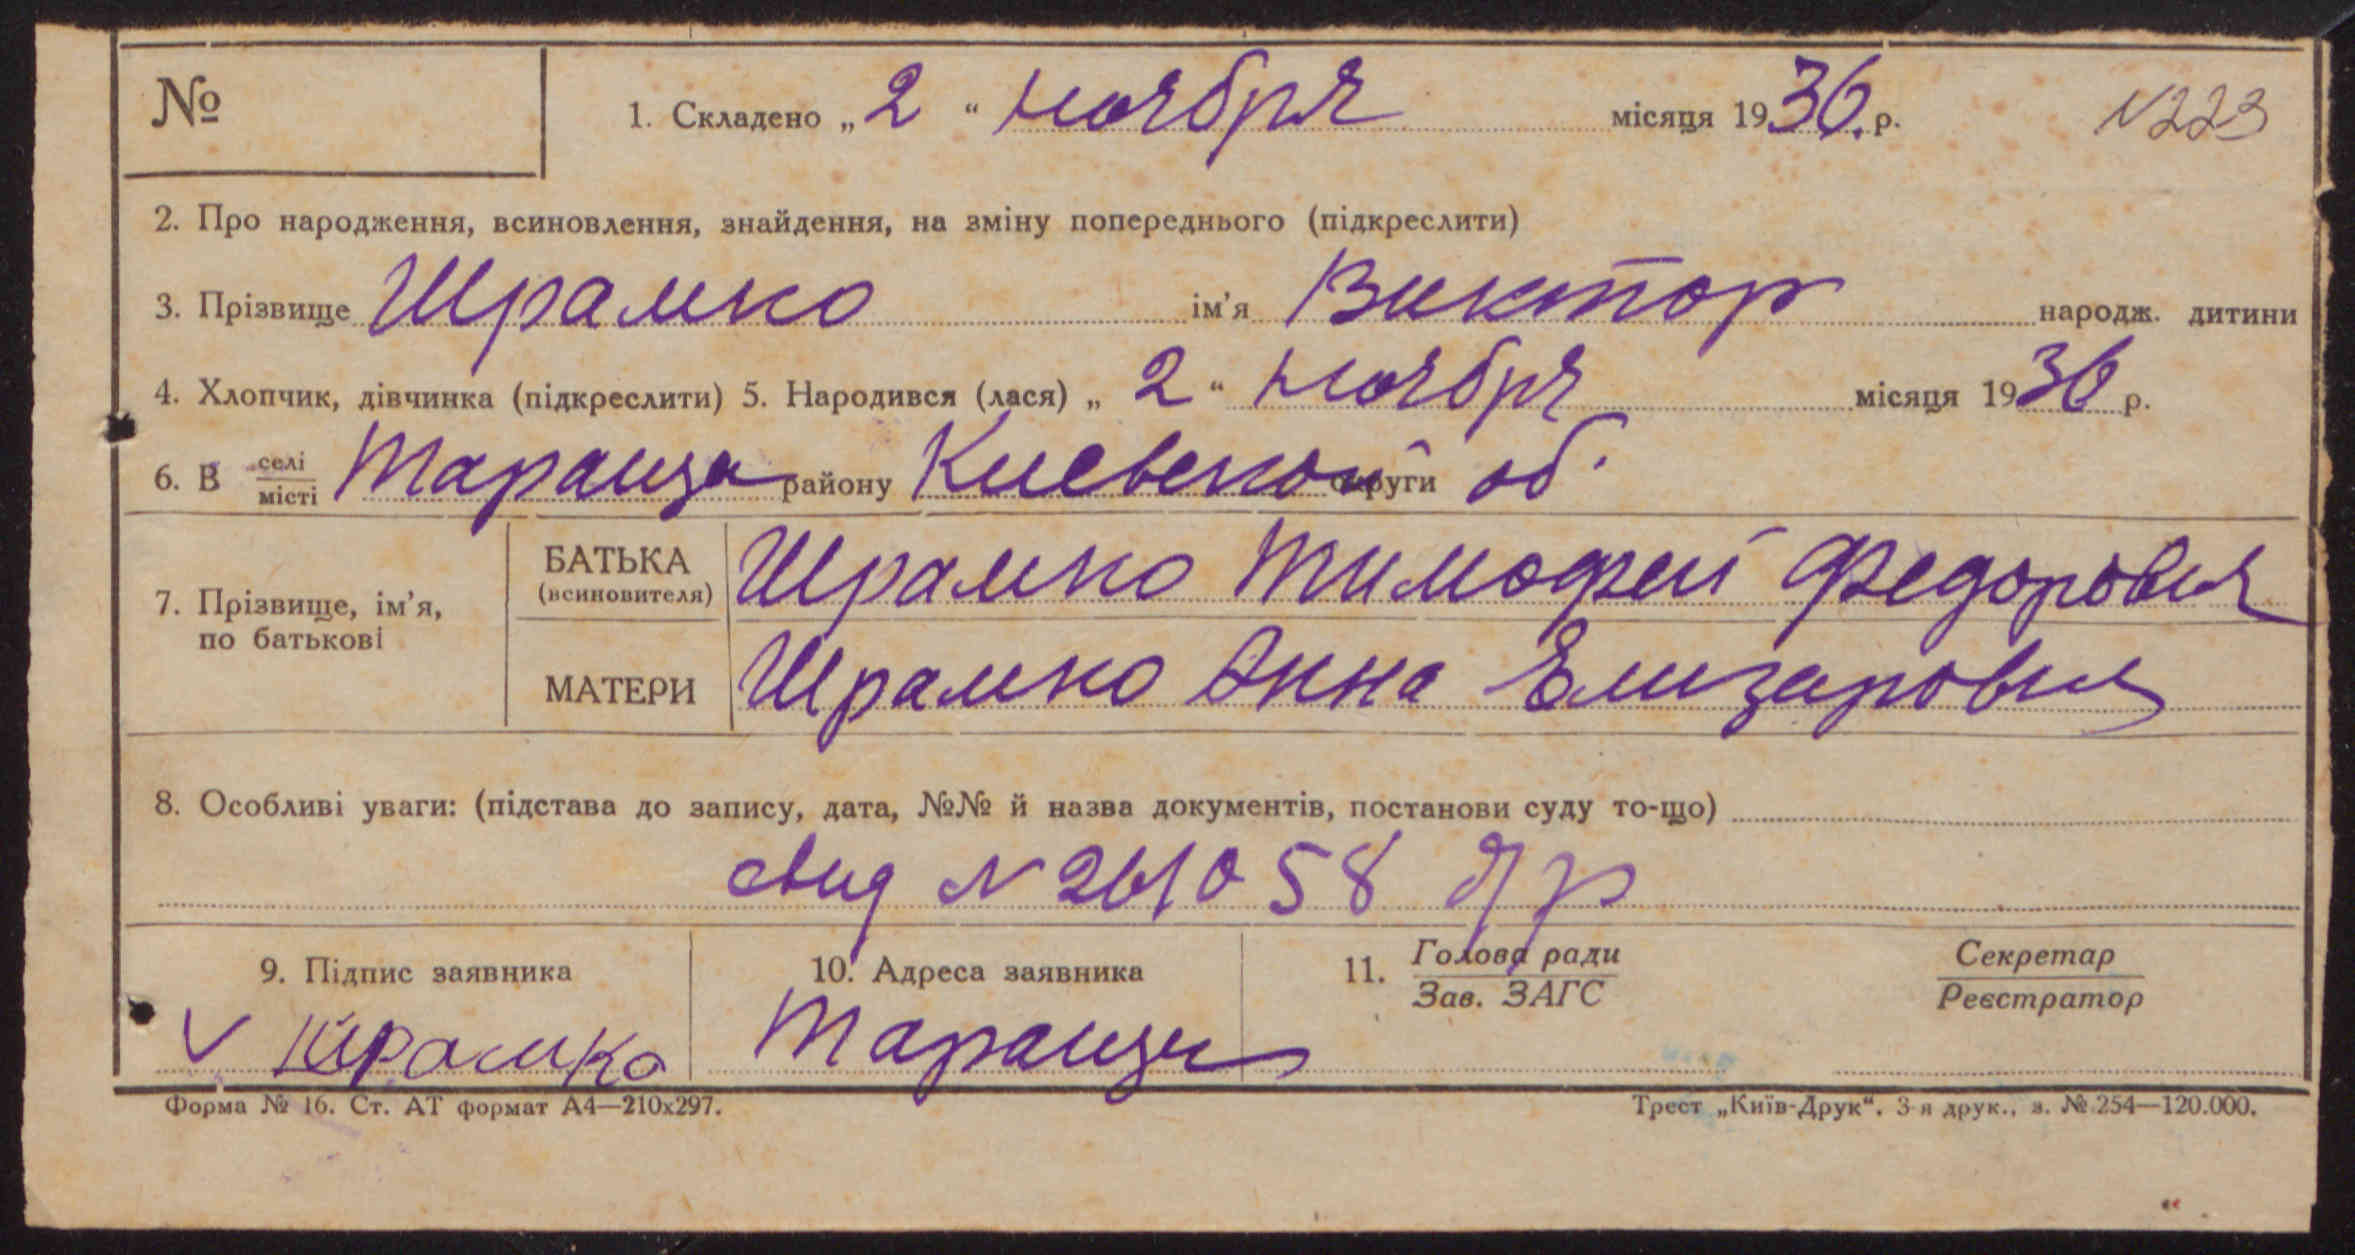 № 1. Складено „2“ ноября місяця 1936 р. N223
2. Про народження, всиновлення, знайдення, на зміну попереднього (підкреслити)
3. Прізвище Шрамко ім’я Виктор народж. дитини
4. Хлопчик, дівчинка (підкреслити) 5. Народився (лася) „2“ ноября місяця 1936 р.
6. В селі місті Тараща району Киевской округи об.
7. Прізвище, ім’я, по батькові
БАТЬКА (всиновителя) Шрамко Тимофей Федорович
МАТЕРИ Шрамко Анна Елизаровна
8. Особливі уваги: (підстава до запису, дата, №№ й назва документів, постанови суду то-що)
свид N 261058
9. Підпис заявника 10. Адреса заявника 11. Голова ради Зав. ЗАГС Секретар Реєстратор
V Шрамко Тараща
Форма № 16. Ст. АТ формат А4—210х297. Трест „Київ-Друк“. 3-я друк., з. № 254—120.000.